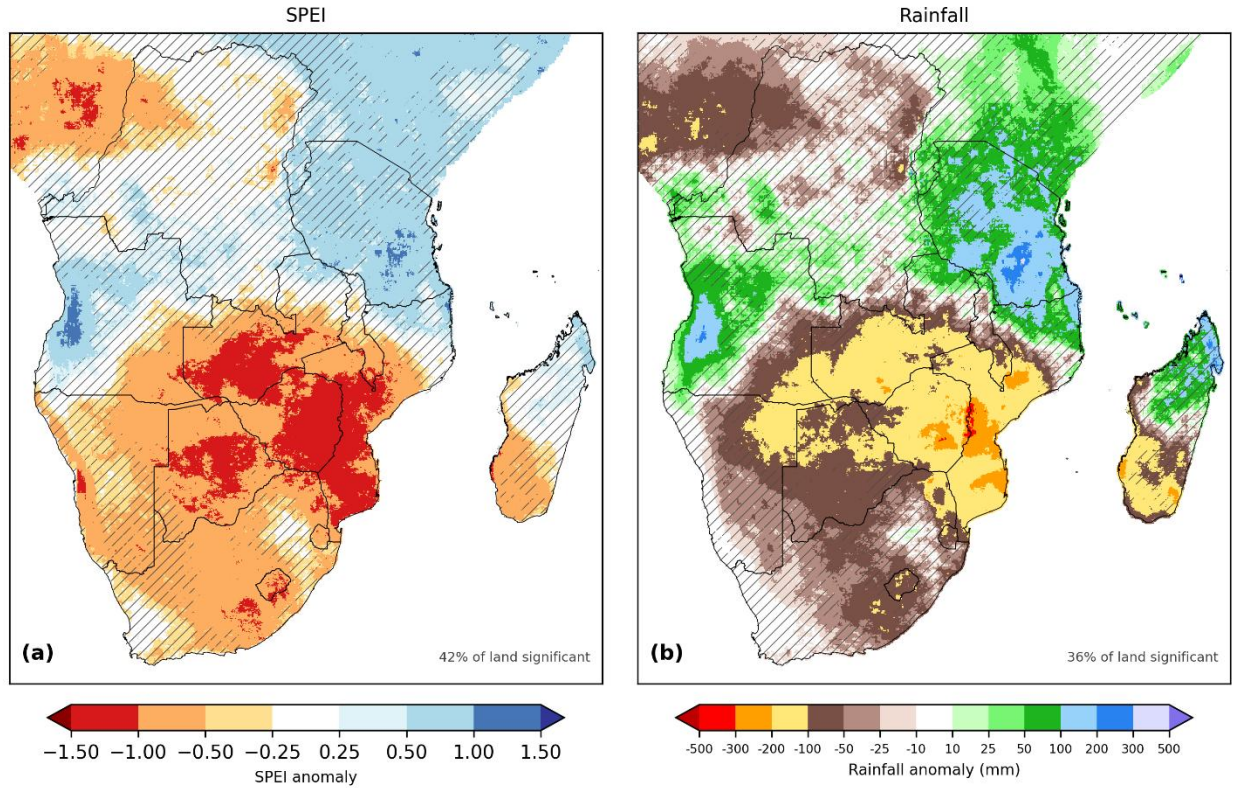 SPEI
Rainfall
(a)
42% of land significant
(b)
36% of land significant
−1.50 −1.00 −0.50 −0.25 0.25 0.50 1.00 1.50
SPEI anomaly
-500 -300 -200 -100 -50 -25 -10 10 25 50 100 200 300 500
Rainfall anomaly (mm)